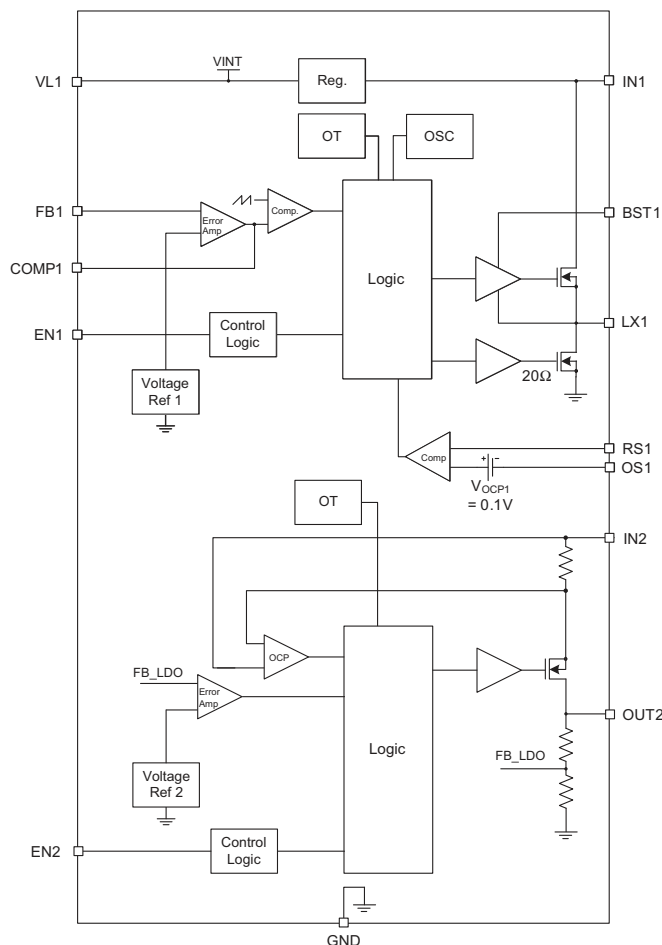 VINT
VL1
Reg.
IN1
OT
OSC
FB1
Error
Amp
Comp.
BST1
COMP1
Logic
EN1
Control
Logic
LX1
20Ω
Voltage
Ref 1
RS1
Comp
OS1
VOCP1
= 0.1V
OT
IN2
OCP
FB_LDO
Error
Amp
OUT2
Logic
FB_LDO
Voltage
Ref 2
EN2
Control
Logic
GND